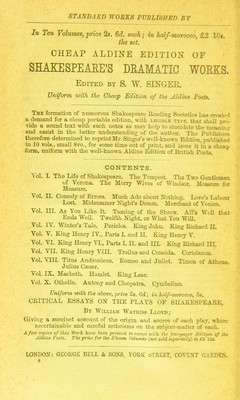 STANDARD WORKS PUBLISHED BY
In Ten Volumes, price 2s. 6d. each; in half-morocco, £2 10s.
the set.
CHEAP ALDINE EDITION OF
SHAKESPEARE'S DRAMATIC WORKS.
EDITED BY S. W. SINGER.
Uniform with the Cheap Edition of the Aldine Poets.
THE formation of numerous Shakespeare Reading Societies has created
a demand for a cheap portable edition, with LEGIBLE TYPE, that shall pro-
vide a sound text with such notes as may help to elucidate the meaning
and assist in the better understanding of the author. The Publishers
therefore determined to reprint Mr. Singer's well-known Edition, published
in 10 vols., small 8vo., for some time out of print, and issue it in a cheap
form, uniform with the well-known Aldine Edition of British Poets.
CONTENTS.
Vol. I. The Life of Shakespeare. The Tempest. The Two Gentlemen
of Verona. The Merry Wives of Windsor. Measure for
Measure.
Vol. II. Comedy of Errors. Much Ado about Nothing. Love's Labour
Lost. Midsummer Night's Dream. Merchant of Venice.
Vol. III. As You Like It. Taming of the Shrew. All's Well that
Ends Well. Twelfth Night, or What You Will.
Vol. IV. Winter's Tale. Pericles. King John. King Richard II.
Vol. V. King Henry IV., Parts I. and II. King Henry V.
Vol. VI. King Henry VI., Parts I. II. and III. King Richard III.
Vol. VII. King Henry VIII. Troilus and Cressida. Coriolanus.
Vol. VIII. Titus Andronicus. Romeo and Juliet. Timon of Athens.
Julius Cæsar.
Vol. IX. Macbeth. Hamlet. King Lear.
Vol. X. Othello. Antony and Cleopatra. Cymbeline.
Uniform with the above, price 2s. 6d; in half-morocco, 5s.
CRITICAL ESSAYS ON THE PLAYS OF SHAKESPEARE,
BY WILLIAM WATKISS LLOYD;
Giving a succinct account of the origin and source of each play, where
ascertainable and careful criticisms on the subject-matter of each.
A few copies of this Work have been printed to range with the fine-paper Edition of the
Aldine Poets. The price for the Eleven Volumes (not sold separately) is £2 15s.
LONDON: GEORGE BELL & SONS, YORK STREET, COVENT GARDEN.